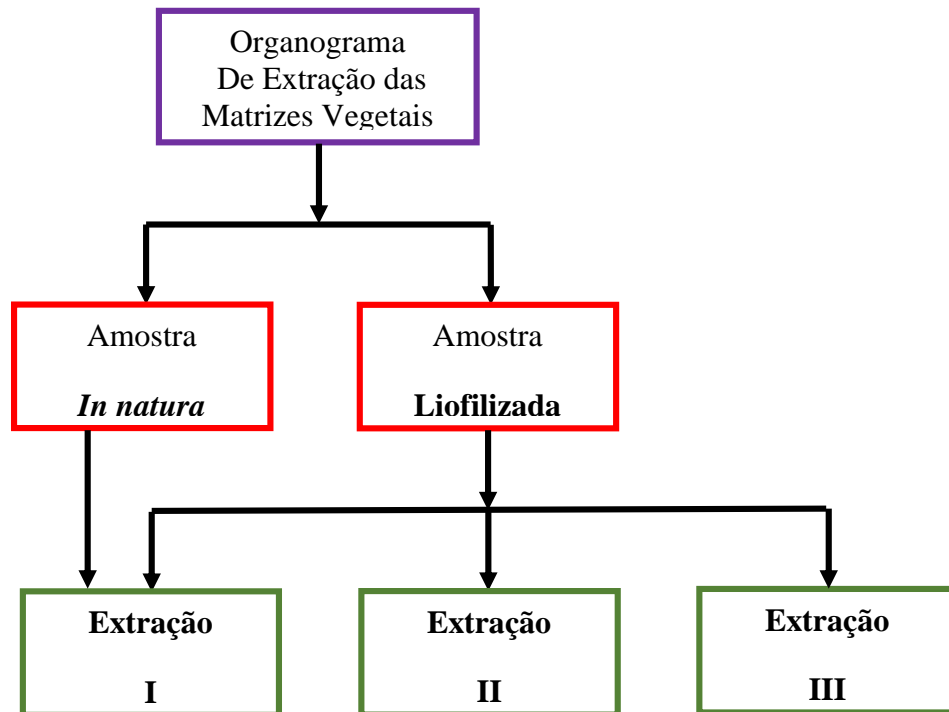 Organograma
De Extração das
Matrizes Vegetais
Amostra
In natura
Amostra
Liofilizada
Extração
I
Extração
II
Extração
III